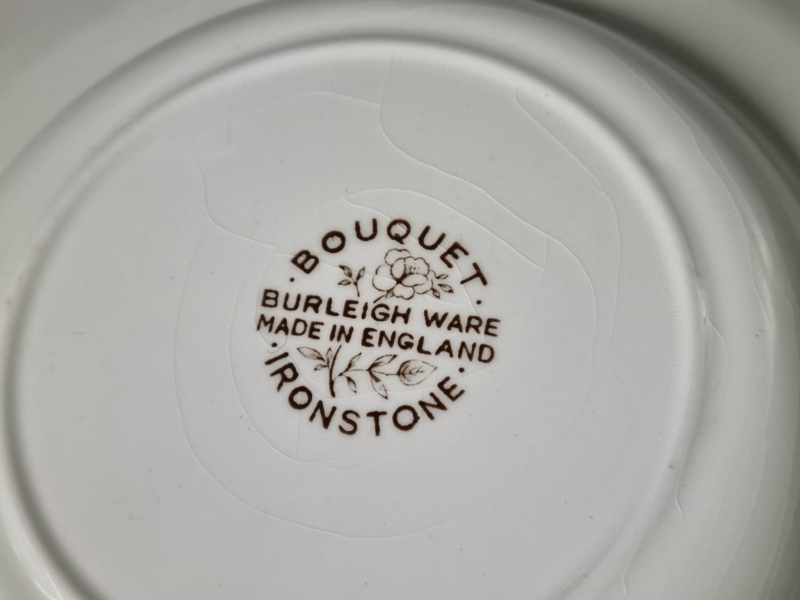 BOUQUET
BURLEIGH WARE
MADE IN ENGLAND
IRONSTONE